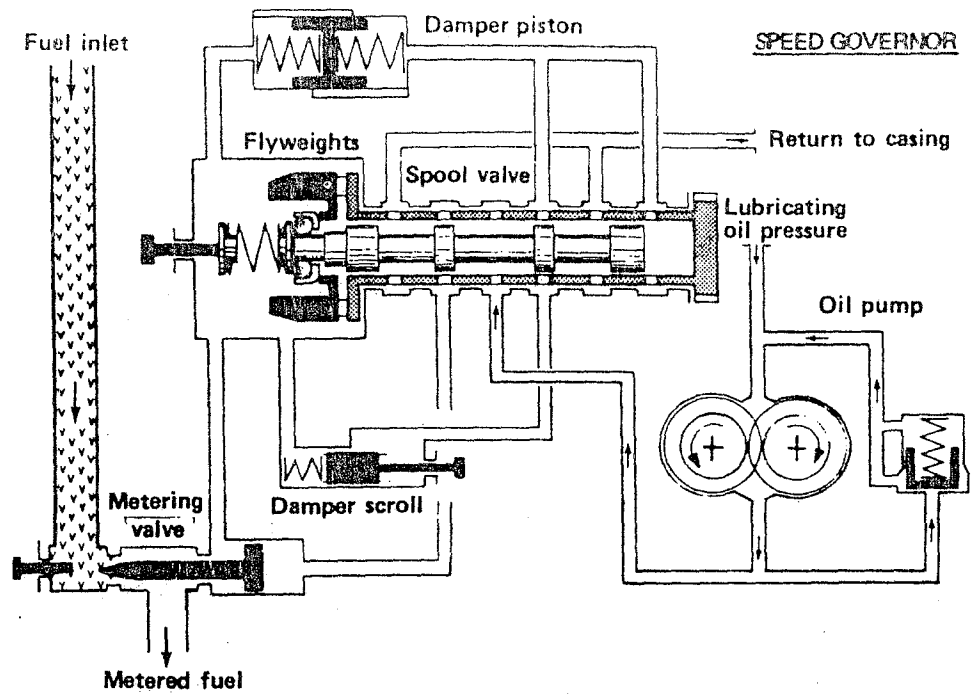 Fuel inlet
Damper piston
SPEED GOVERNOR
Flyweights
Return to casing
Spool valve
Lubricating
oil pressure
Oil pump
Metering
valve
Damper scroll
Metered fuel